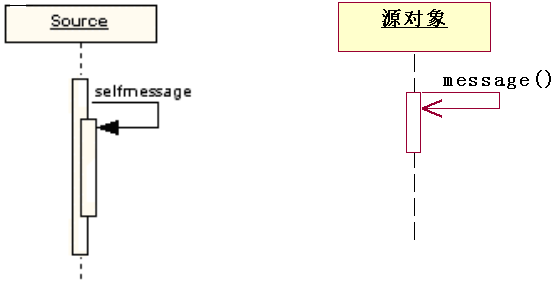 Source
selfmessage
源对象
message()